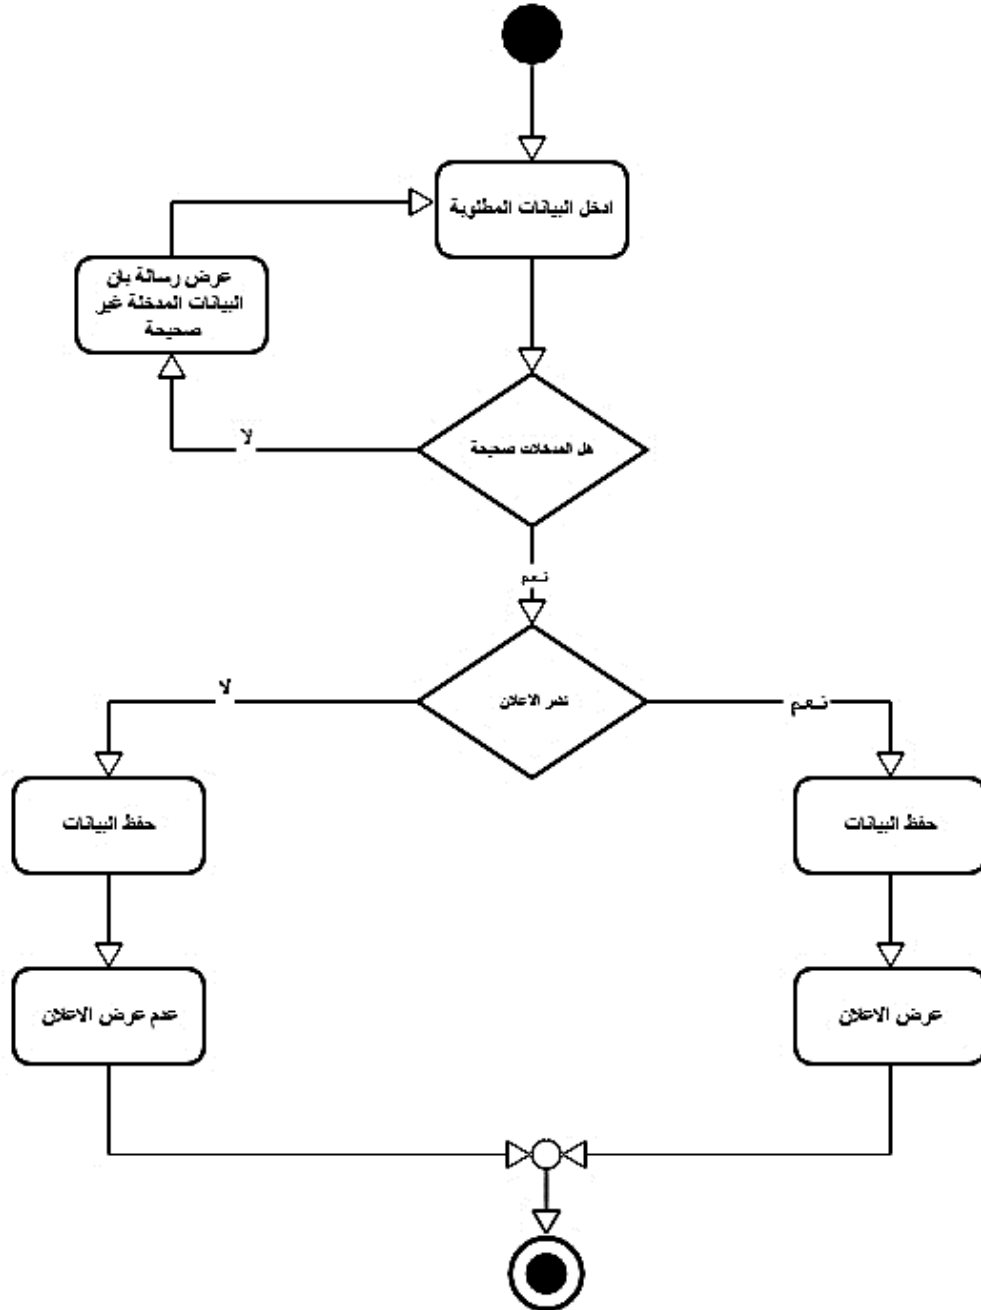 ادخل البيانات المطلوبة
عرض رسالة بان
البيانات المدخلة غير
صحيحة
هل المدخلات صحيحة
لا
نعم
نشر الاعلان
لا
نعم
حفظ البيانات
حفظ البيانات
عرض الاعلان
عدم عرض الاعلان